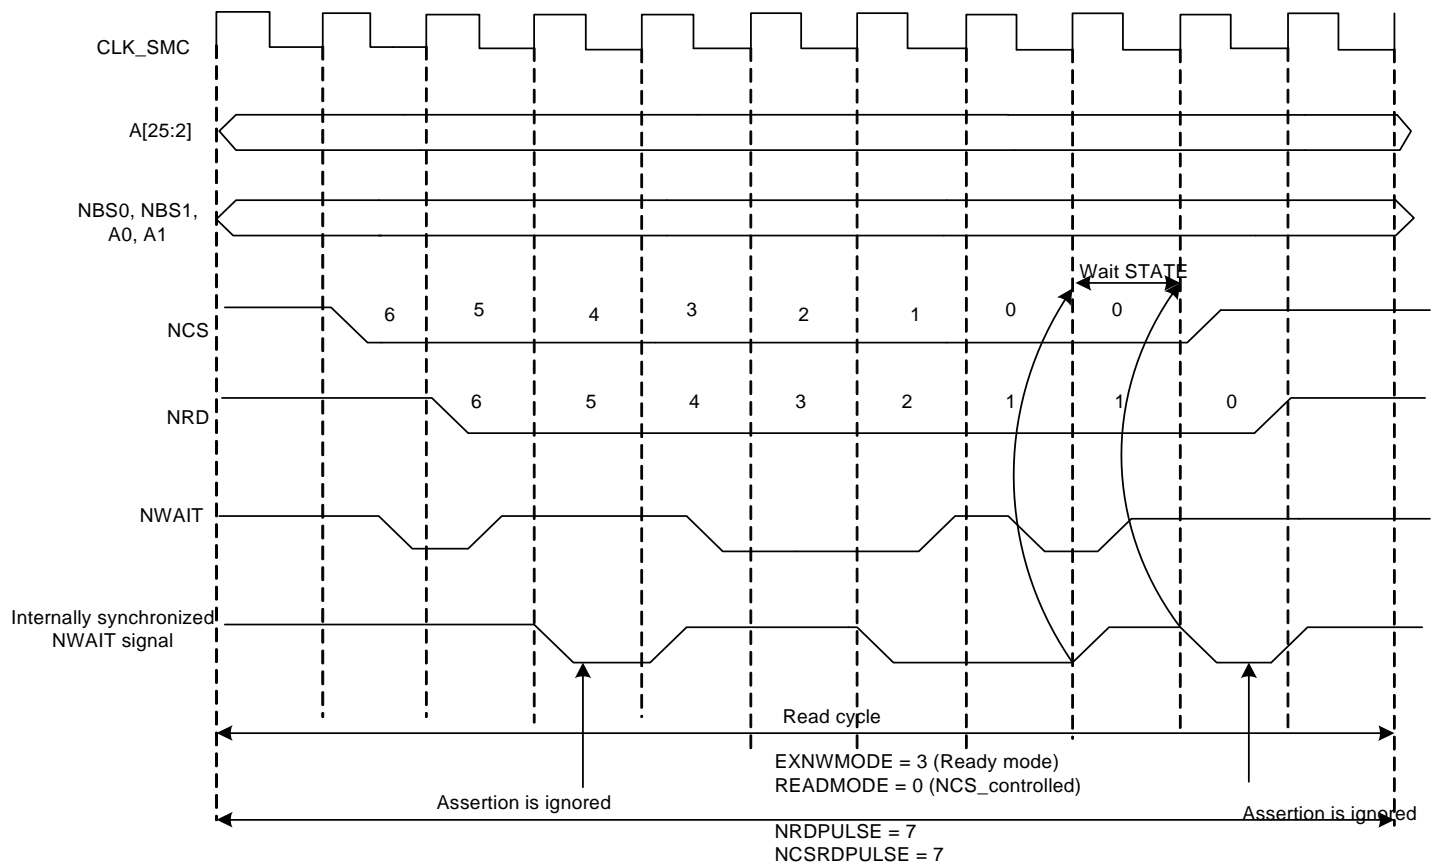 CLK_SMC
A[25:2]
NBS0, NBS1,
A0, A1
Wait STATE
NCS
6 5 4 3 2 1 0 0
NRD
6 5 4 3 2 1 1 0
NWAIT
Internally synchronized
NWAIT signal
Read cycle
EXNWMODE = 3 (Ready mode)
READMODE = 0 (NCS_controlled)
Assertion is ignored
Assertion is ignored
NRDPULSE = 7
NCSRDPULSE = 7